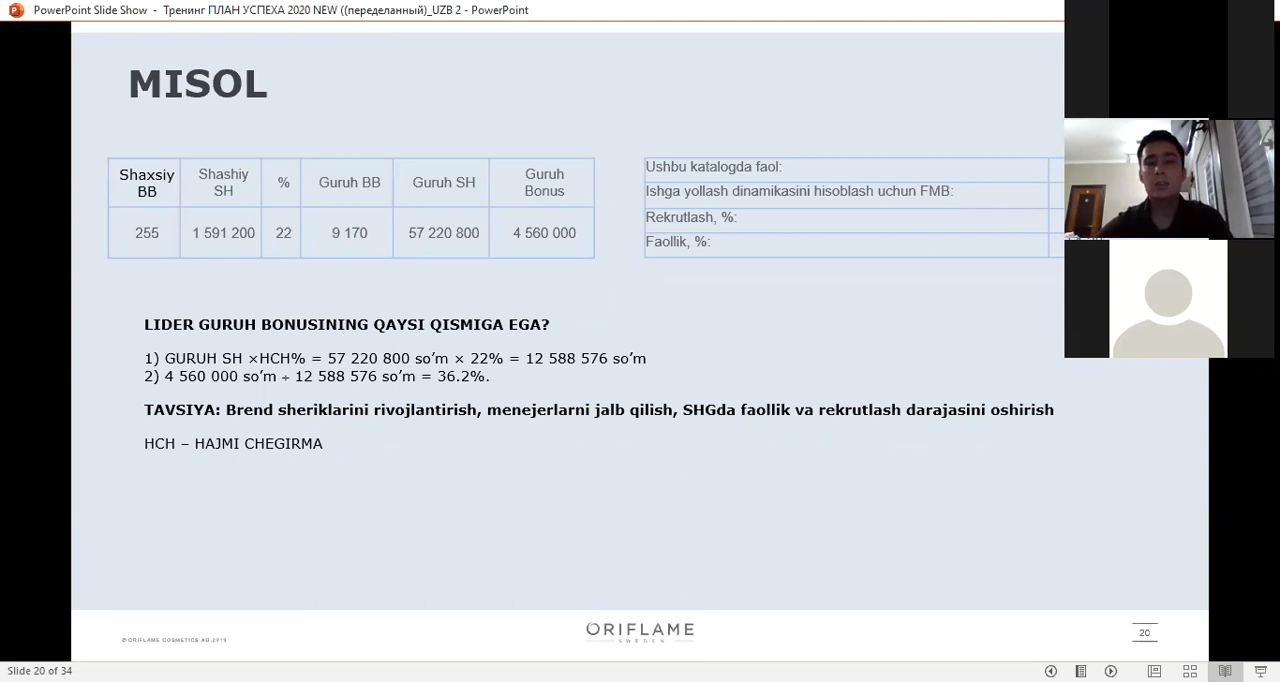 PowerPoint Slide Show - Тренинг ПЛАН УСПЕХА 2020 NEW ((переделанный)_UZB 2 - PowerPoint
MISOL
Shaxsiy BB
Shashiy SH
%
Guruh BB
Guruh SH
Guruh Bonus
255
1 591 200
22
9 170
57 220 800
4 560 000
Ushbu katalogda faol:
Ishga yollash dinamikasini hisoblash uchun FMB:
Rekrutlash, %:
Faollik, %:
LIDER GURUH BONUSINING QAYSI QISMIGA EGA?
1) GURUH SH ×HCH% = 57 220 800 so’m × 22% = 12 588 576 so’m
2) 4 560 000 so’m ÷ 12 588 576 so’m = 36.2%.
TAVSIYA: Brend sheriklarini rivojlantirish, menejerlarni jalb qilish, SHGda faollik va rekrutlash darajasini oshirish
HCH – HAJMI CHEGIRMA
© ORIFLAME COSMETICS AG,2019
ORIFLAME
SWEDEN
20
Slide 20 of 34